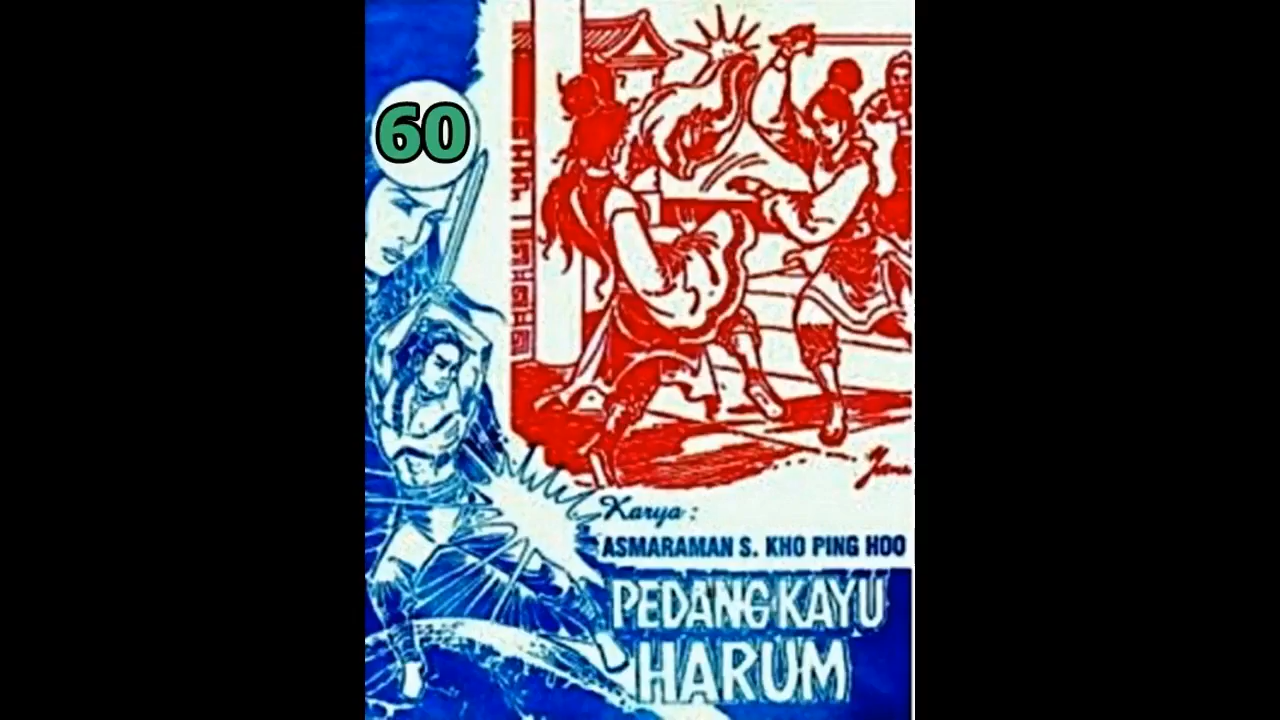 60
Karya :
ASMARAMAN S. KHO PING HOO
PEDANG KAYU
HARUM